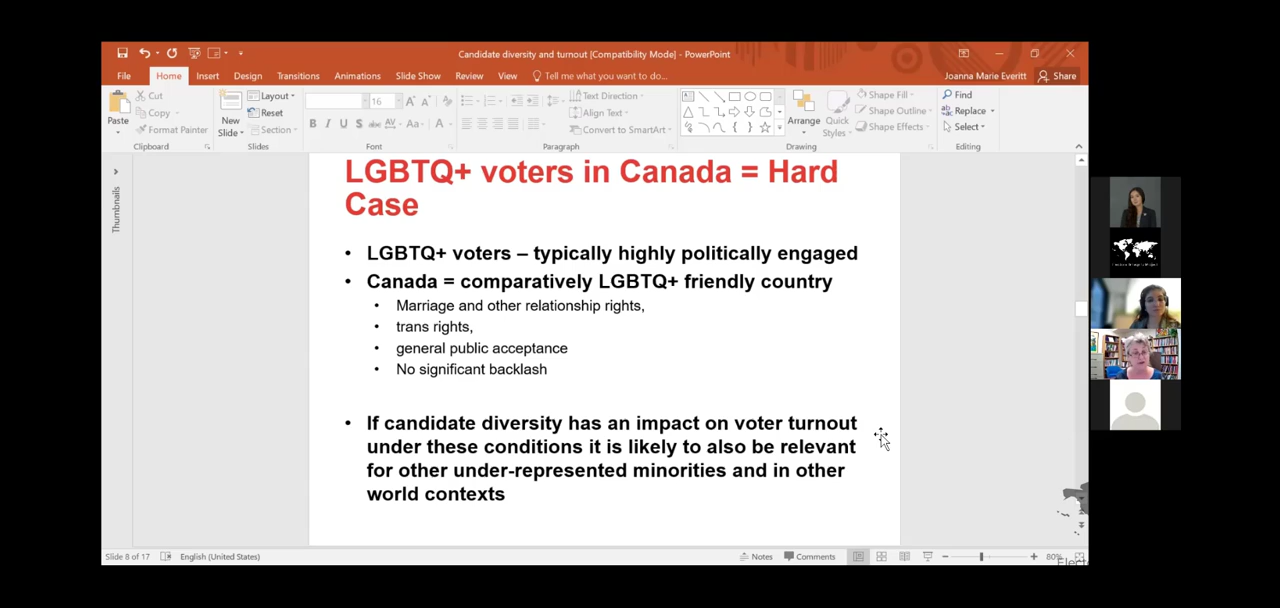 Candidate diversity and turnout [Compatibility Mode] - PowerPoint
File Home Insert Design Transitions Animations Slide Show Review View Tell me what you want to do... Joanna Marie Everitt Share
Paste
Cut
Copy
Format Painter
Clipboard
New
Slide
Layout
Reset
Section
Slides
16
B I U S abc AV Aa A
Font
Text Direction
Align Text
Convert to SmartArt
Paragraph
Arrange
Quick
Styles
Shape Fill
Shape Outline
Shape Effects
Drawing
Find
Replace
Select
Editing
Thumbnails
LGBTQ+ voters in Canada = Hard
Case
• LGBTQ+ voters – typically highly politically engaged
• Canada = comparatively LGBTQ+ friendly country
• Marriage and other relationship rights,
• trans rights,
• general public acceptance
• No significant backlash
• If candidate diversity has an impact on voter turnout
under these conditions it is likely to also be relevant
for other under-represented minorities and in other
world contexts
Slide 8 of 17 English (United States) Notes Comments 80%